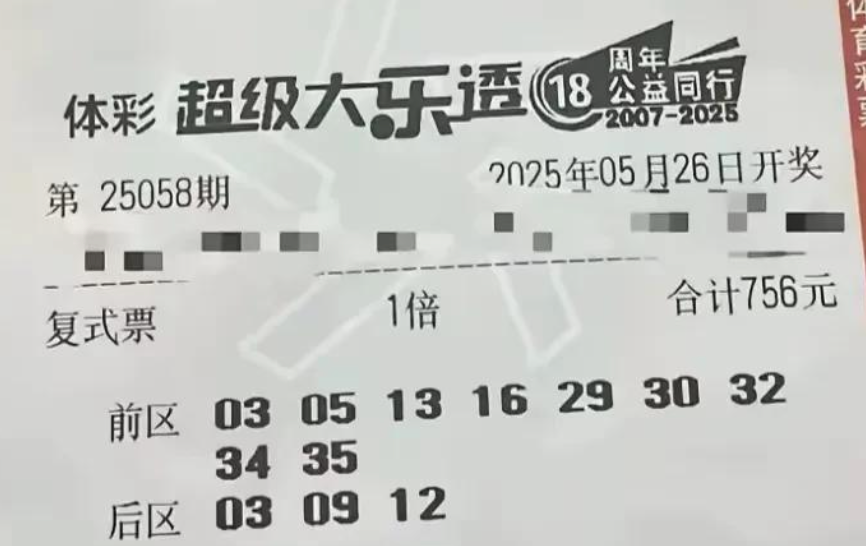 体彩 超级大乐透 18 周年 公益同行 2007-2025
第 25058期 2025年05月26日开奖
复式票 1倍 合计756元
前区 03 05 13 16 29 30 32
34 35
后区 03 09 12
体育彩票